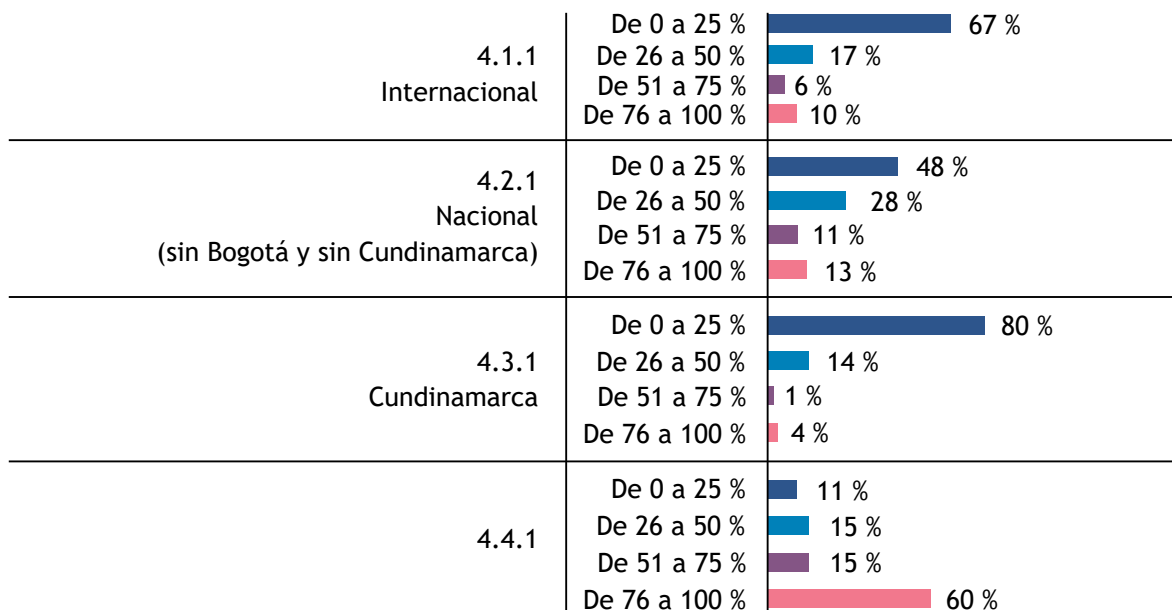 4.1.1
Internacional
De 0 a 25 % 67 %
De 26 a 50 % 17 %
De 51 a 75 % 6 %
De 76 a 100 % 10 %
4.2.1
Nacional
(sin Bogotá y sin Cundinamarca)
De 0 a 25 % 48 %
De 26 a 50 % 28 %
De 51 a 75 % 11 %
De 76 a 100 % 13 %
4.3.1
Cundinamarca
De 0 a 25 % 80 %
De 26 a 50 % 14 %
De 51 a 75 % 1 %
De 76 a 100 % 4 %
4.4.1
De 0 a 25 % 11 %
De 26 a 50 % 15 %
De 51 a 75 % 15 %
De 76 a 100 % 60 %